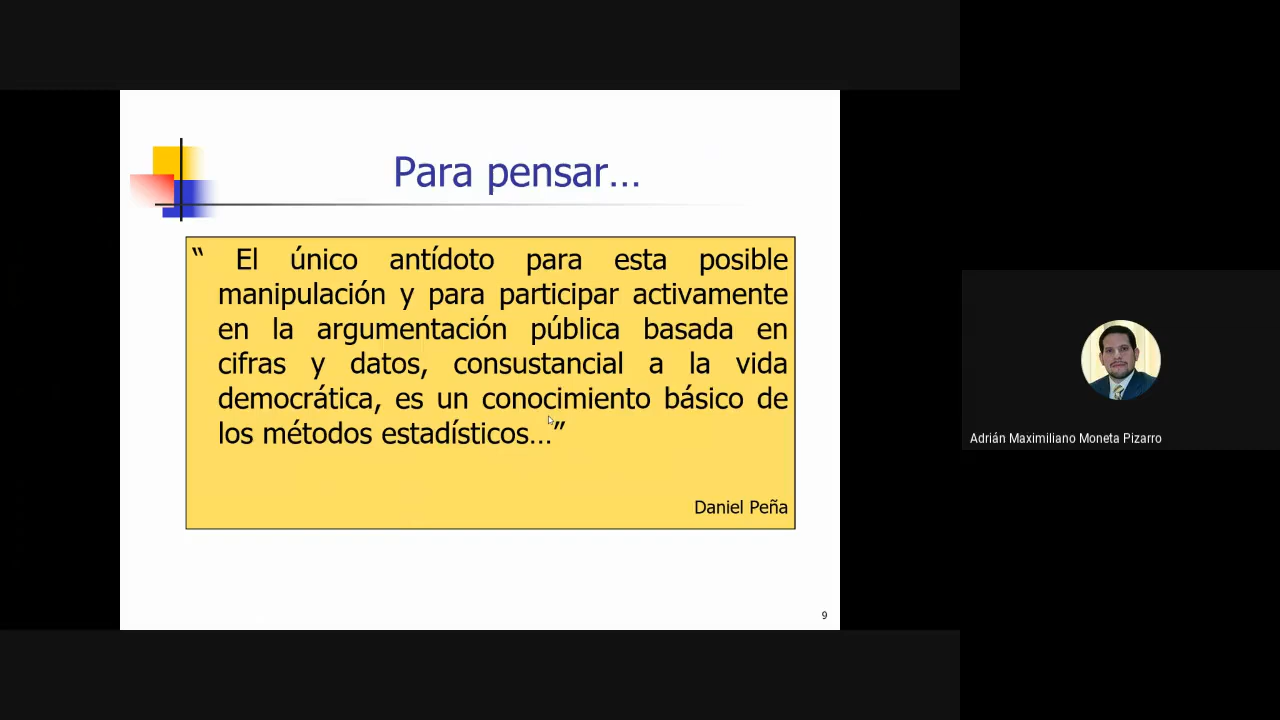 Para pensar...
“ El único antídoto para esta posible
manipulación y para participar activamente
en la argumentación pública basada en
cifras y datos, consustancial a la vida
democrática, es un conocimiento básico de
los métodos estadísticos...”
Daniel Peña
9
Adrián Maximiliano Moneta Pizarro